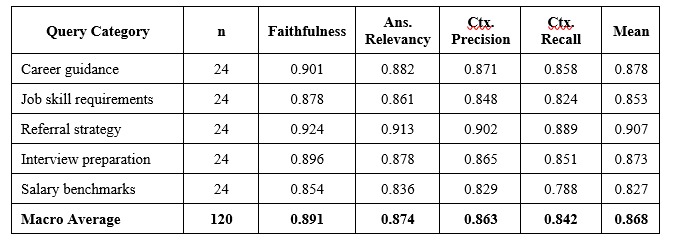 Query Category n Faithfulness Ans. Relevancy Ctx. Precision Ctx. Recall Mean
Career guidance 24 0.901 0.882 0.871 0.858 0.878
Job skill requirements 24 0.878 0.861 0.848 0.824 0.853
Referral strategy 24 0.924 0.913 0.902 0.889 0.907
Interview preparation 24 0.896 0.878 0.865 0.851 0.873
Salary benchmarks 24 0.854 0.836 0.829 0.788 0.827
Macro Average 120 0.891 0.874 0.863 0.842 0.868